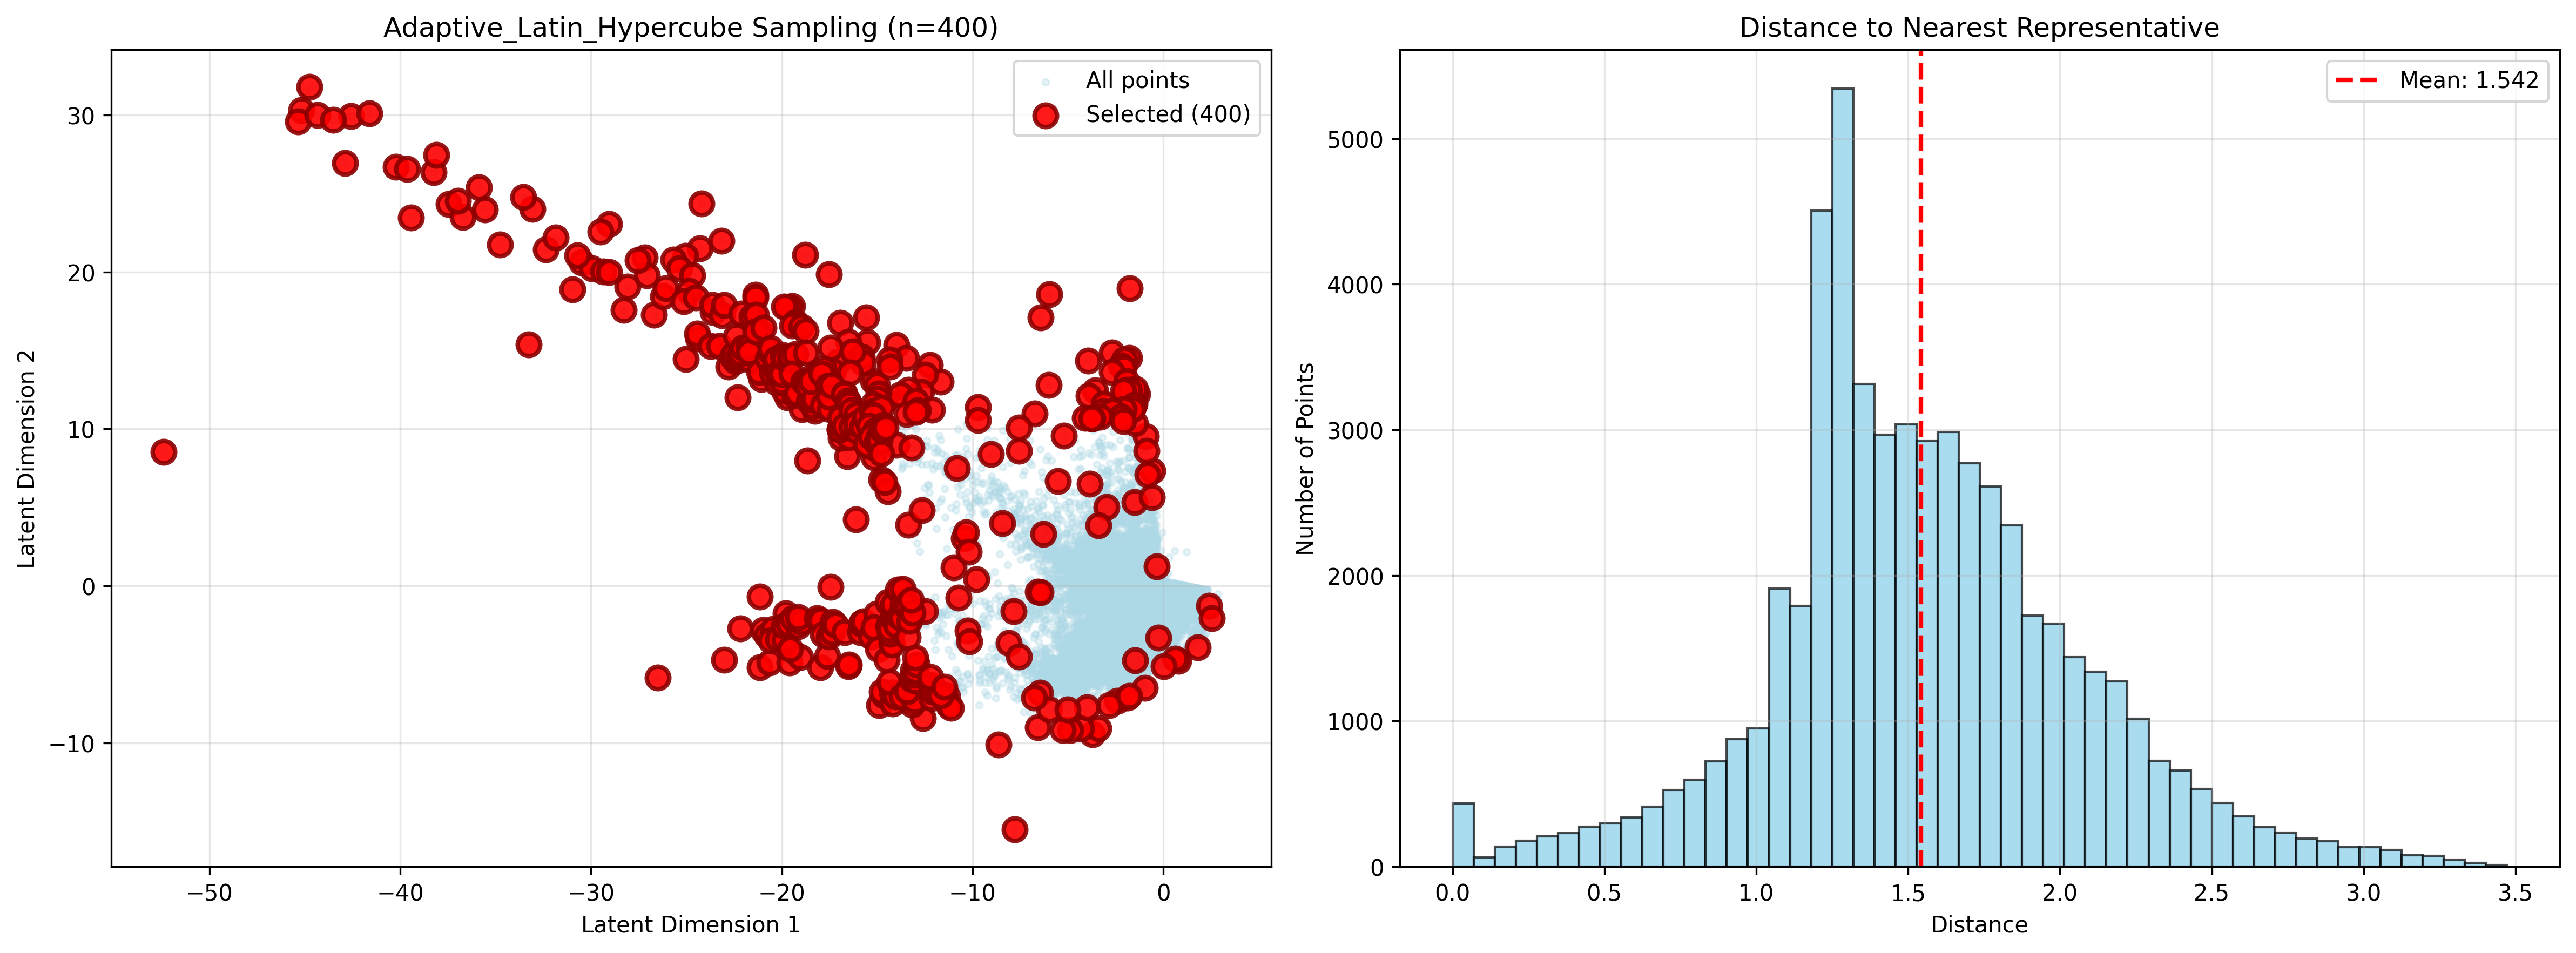 Adaptive_Latin_Hypercube Sampling (n=400)
All points
Selected (400)
30
20
10
0
−10
Latent Dimension 2
−50
−40
−30
−20
−10
0
Latent Dimension 1
Distance to Nearest Representative
Mean: 1.542
5000
4000
3000
2000
1000
0
Number of Points
0.0
0.5
1.0
1.5
2.0
2.5
3.0
3.5
Distance